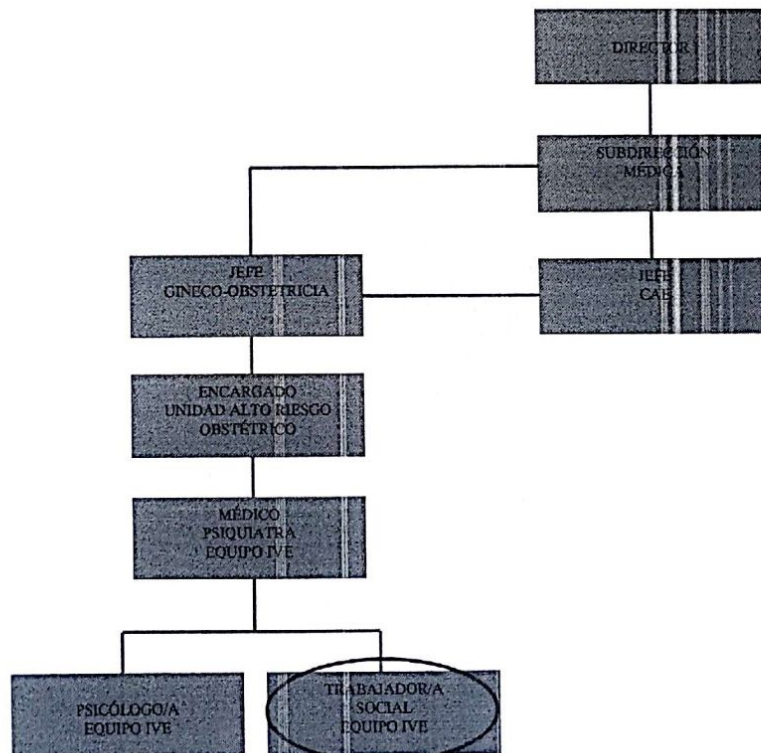 DIRECTOR
SUBDIRECCIÓN
MÉDICA
JEFE
GINECO-OBSTETRICIA
JEFE
CAE
ENCARGADO
UNIDAD ALTO RIESGO
OBSTÉTRICO
MÉDICO
PSIQUIATRA
EQUIPO IVE
PSICÓLOGO/A
EQUIPO IVE
TRABAJADOR/A
SOCIAL
EQUIPO IVE